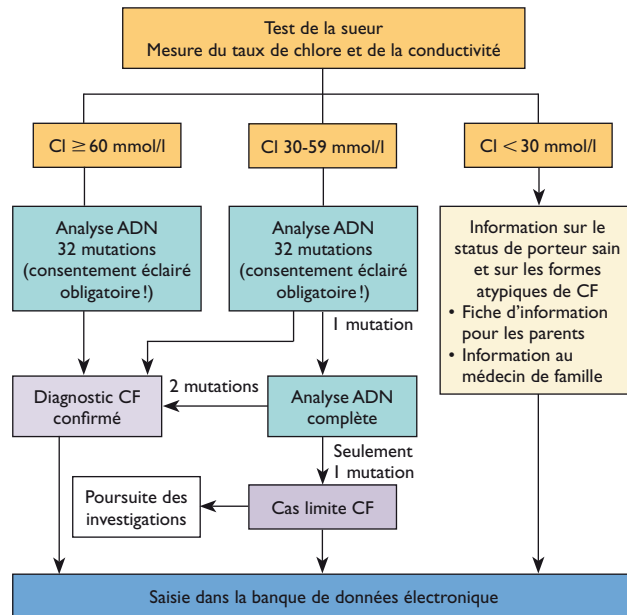 Test de la sueur
Mesure du taux de chlore et de la conductivité
Cl ≥ 60 mmol/l
Cl 30-59 mmol/l
Cl < 30 mmol/l
Analyse ADN
32 mutations
(consentement éclairé
obligatoire !)
Analyse ADN
32 mutations
(consentement éclairé
obligatoire !)
Information sur le
status de porteur sain
et sur les formes
atypiques de CF
• Fiche d'information
pour les parents
• Information au
médecin de famille
1 mutation
Diagnostic CF
confirmé
2 mutations
Analyse ADN
complète
Seulement
1 mutation
Poursuite des
investigations
Cas limite CF
Saisie dans la banque de données électronique